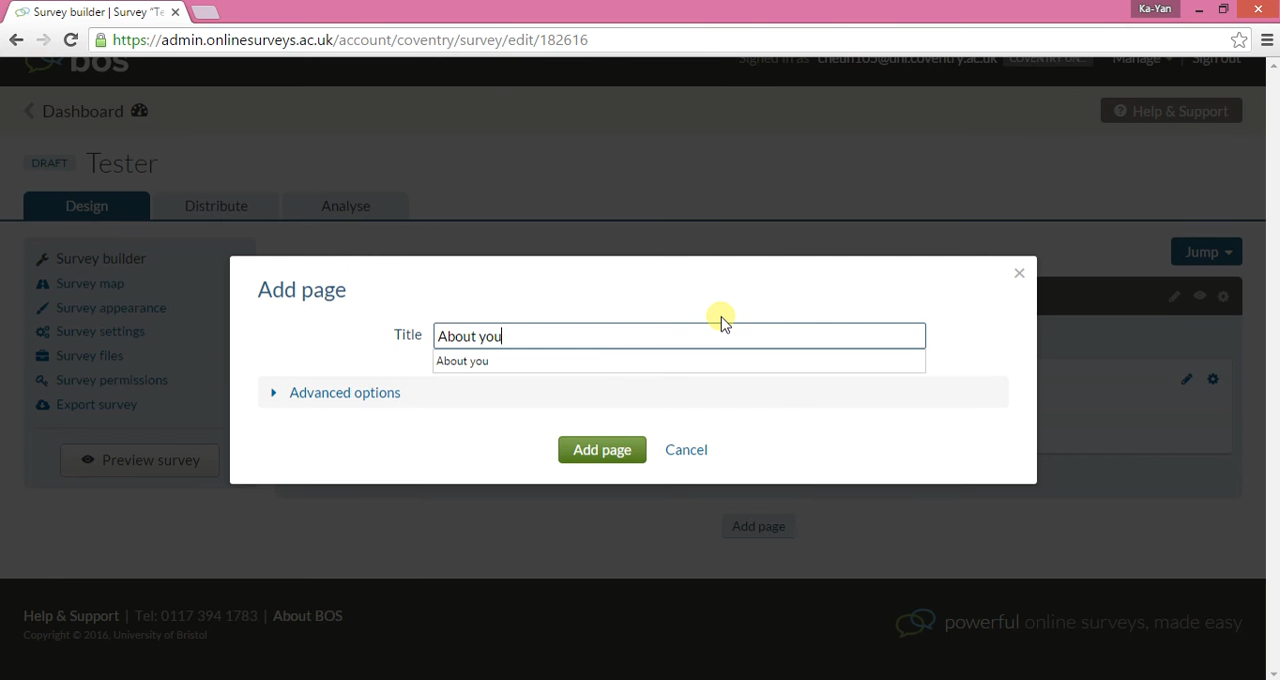 Survey builder | Survey "Te
Ka-Yan
https://admin.onlinesurveys.ac.uk/account/coventry/survey/edit/182616
bos
Signed in as cheun105@uni.coventry.ac.uk COVENTRY UN.. Manage | Sign out
Dashboard
Help & Support
DRAFT Tester
Design Distribute Analyse
Survey builder
Survey map
Survey appearance
Survey settings
Survey files
Survey permissions
Export survey
Preview survey
Jump
Add page
Title About you
About you
Advanced options
Add page Cancel
Add page
Help & Support | Tel: 0117 394 1783 | About BOS
Copyright © 2016, University of Bristol
powerful online surveys, made easy